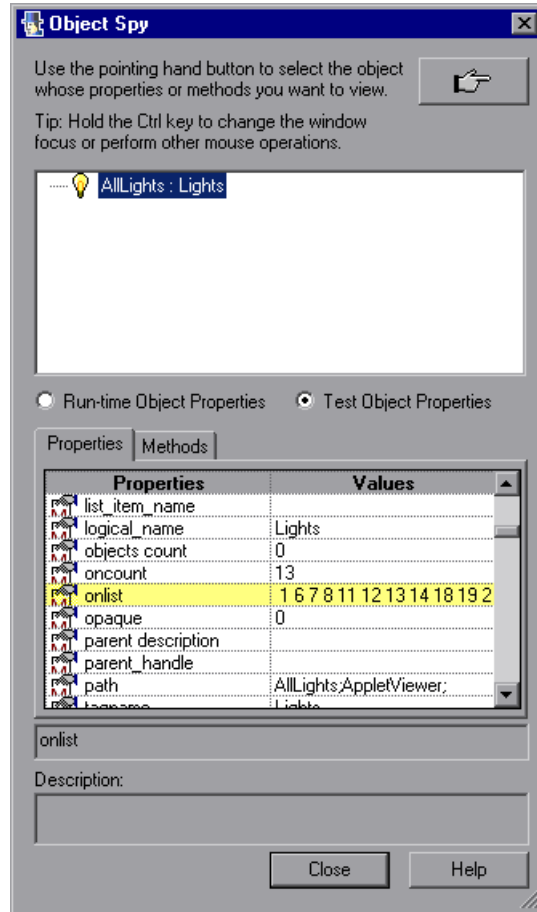 Object Spy
Use the pointing hand button to select the object
whose properties or methods you want to view.
Tip: Hold the Ctrl key to change the window
focus or perform other mouse operations.
AllLights : Lights
Run-time Object Properties Test Object Properties
Properties Methods
Properties Values
list_item_name
logical_name Lights
objects count 0
oncount 13
onlist 1 6 7 8 11 12 13 14 18 19 2
opaque 0
parent description
parent_handle
path AllLights;AppletViewer;
tagname Lights
onlist
Description:
Close Help